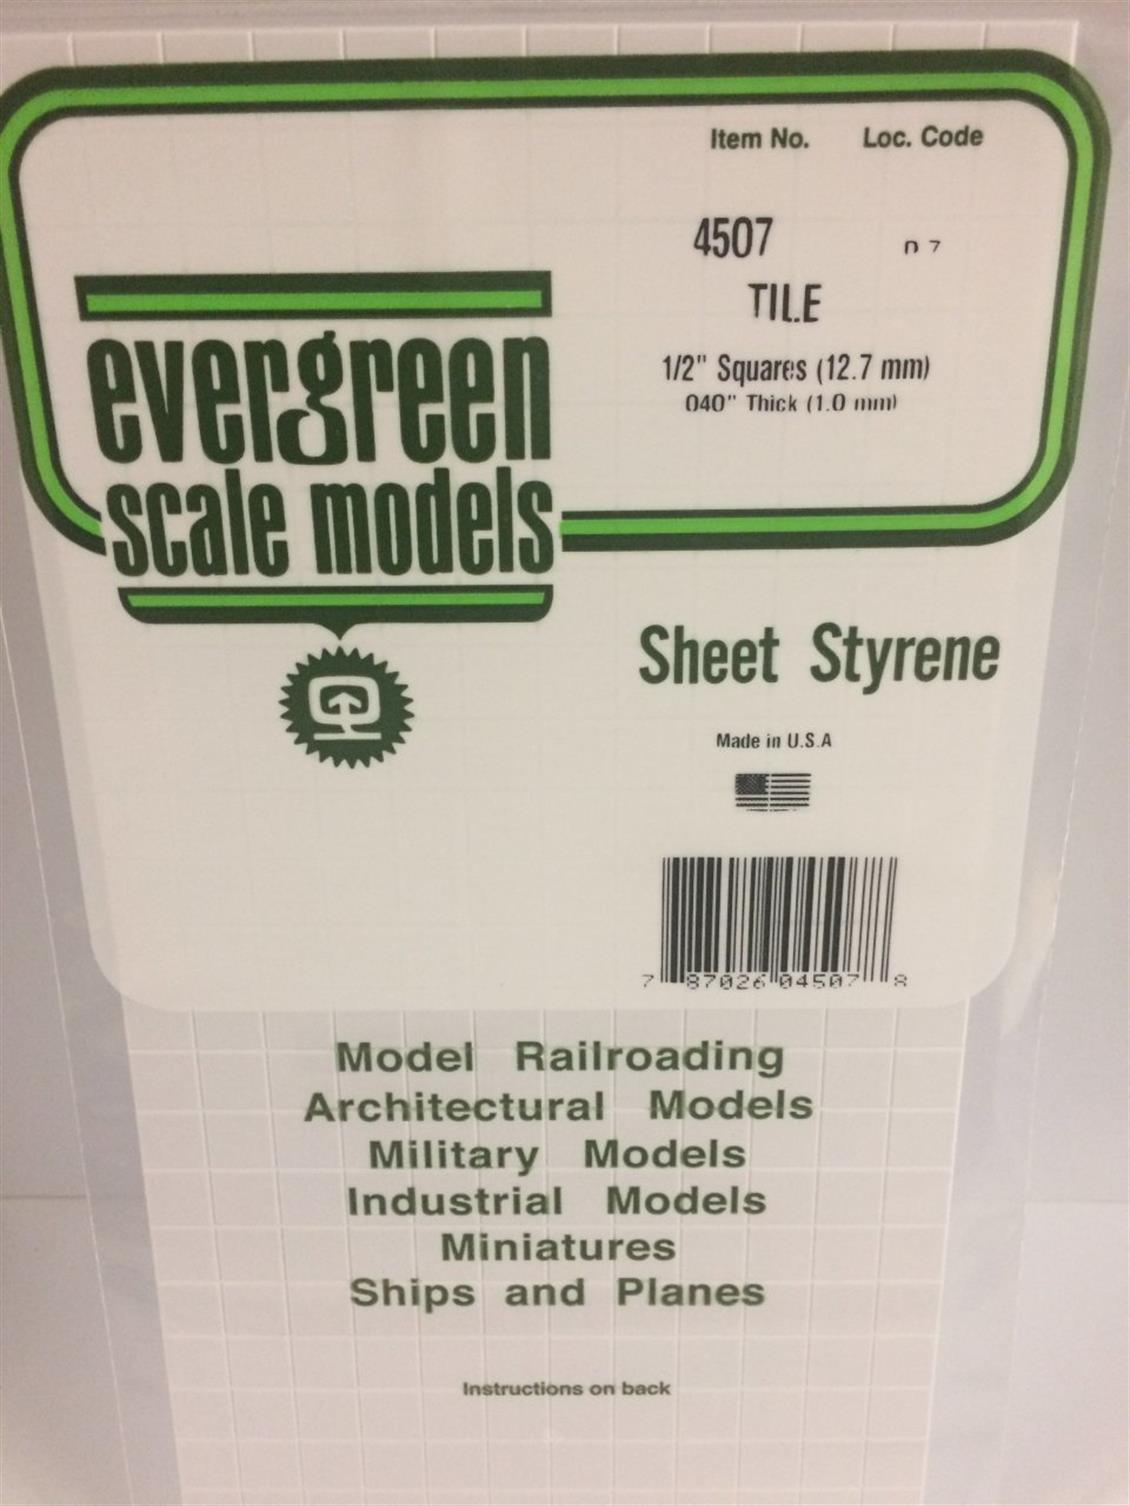 Item No. Loc. Code
4507 D 7
TILE
1/2" Squares (12.7 mm)
040" Thick (1.0 mm)
evergreen
scale models
Sheet Styrene
Made in U.S.A
7 87026 04507 8
Model Railroading
Architectural Models
Military Models
Industrial Models
Miniatures
Ships and Planes
Instructions on back